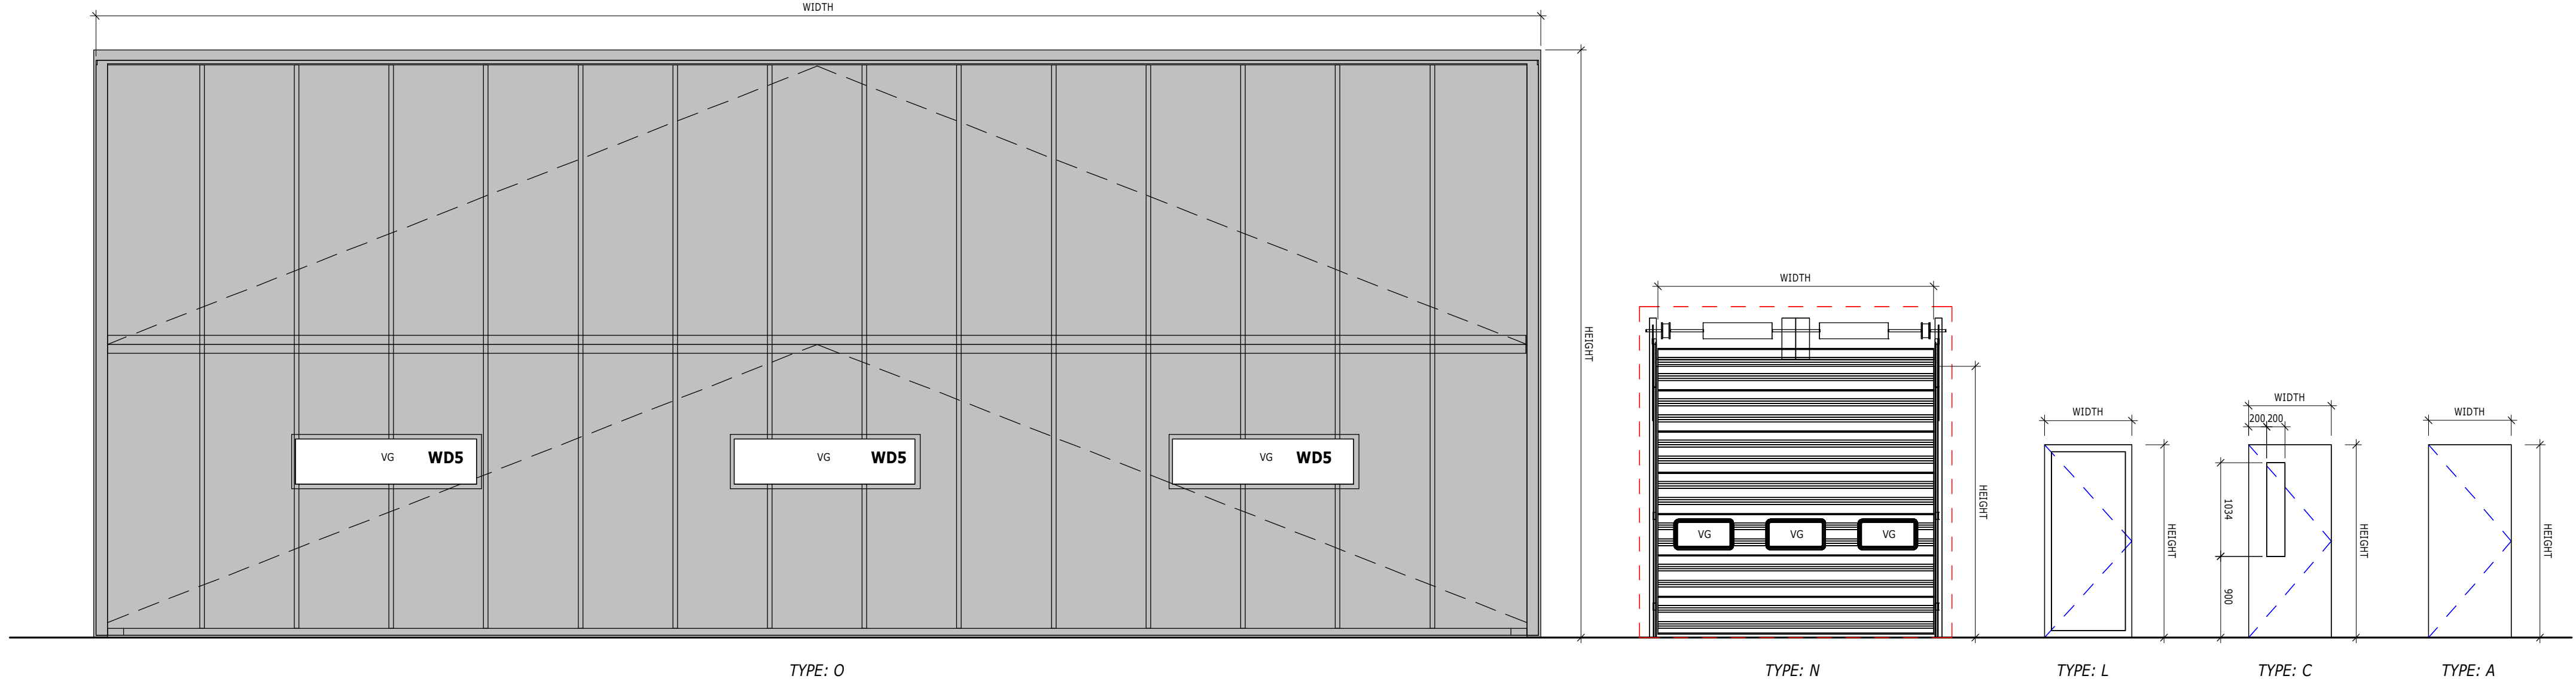 WIDTH
HEIGHT
VG WD5
VG WD5
VG WD5
TYPE: O
WIDTH
HEIGHT
VG VG VG
TYPE: N
WIDTH
HEIGHT
TYPE: L
WIDTH
200 200
1034
900
HEIGHT
TYPE: C
WIDTH
HEIGHT
TYPE: A